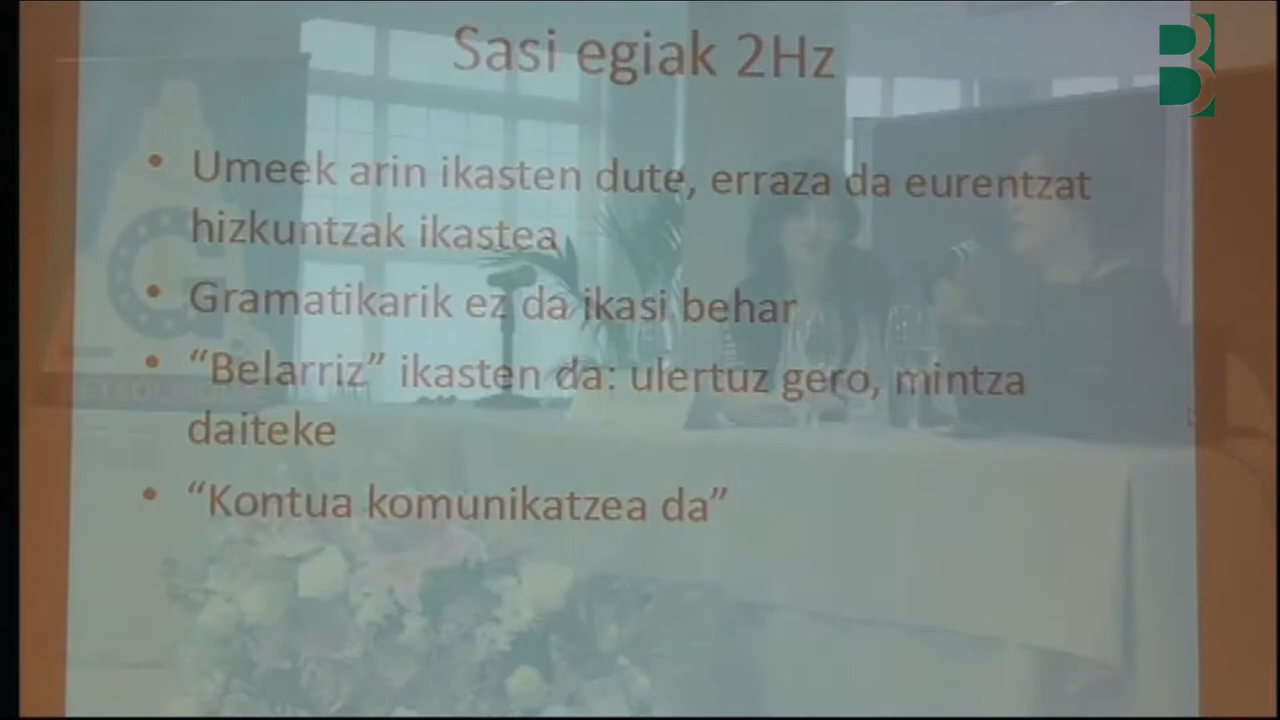 Sasi egiak 2Hz
• Umeek arin ikasten dute, erraza da eurentzat
hizkuntzak ikastea
• Gramatikarik ez da ikasi behar
• “Belarriz” ikasten da: ulertuz gero, mintza
daiteke
• “Kontua komunikatzea da”